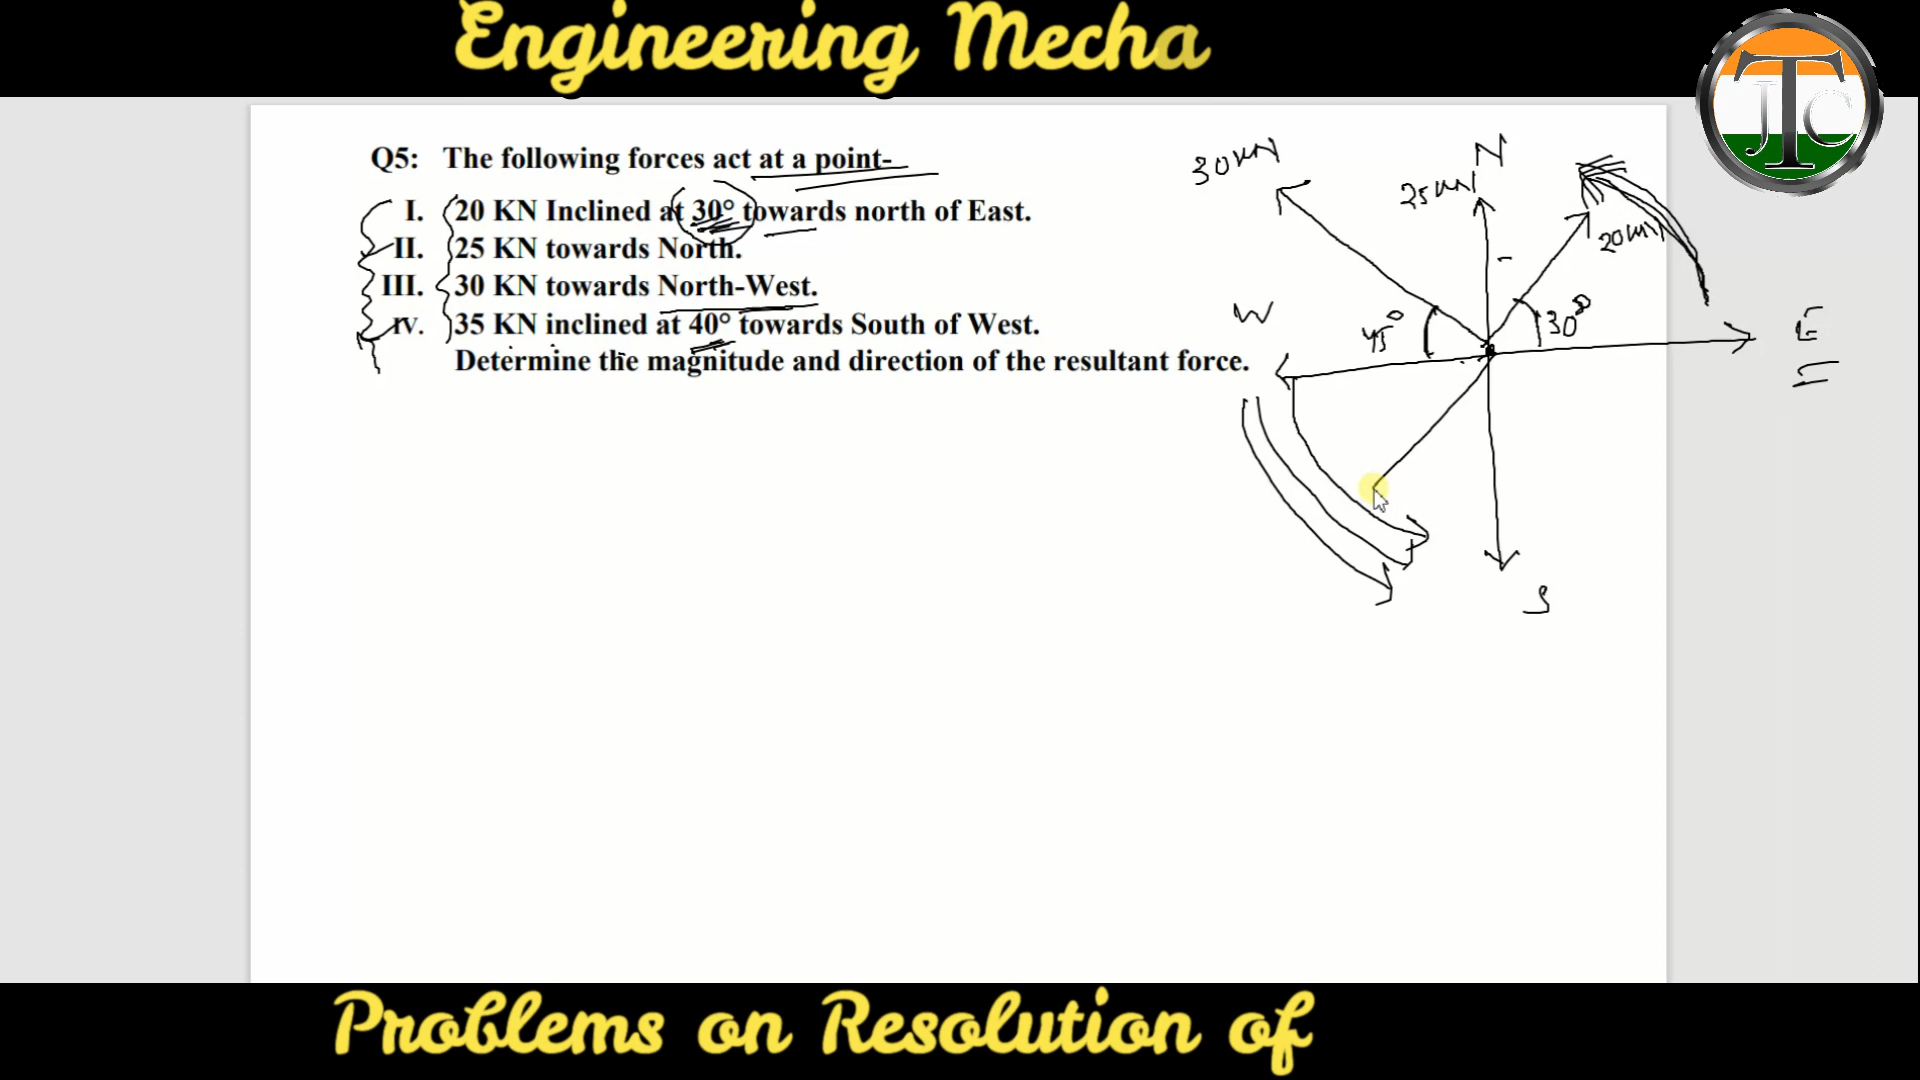 Engineering Mecha
JTC
Q5: The following forces act at a point-
I. 20 KN Inclined at 30° towards north of East.
II. 25 KN towards North.
III. 30 KN towards North-West.
IV. 35 KN inclined at 40° towards South of West.
Determine the magnitude and direction of the resultant force.
30KN
N
25KN
20KN
W
45°
30°
E
S
Problems on Resolution of